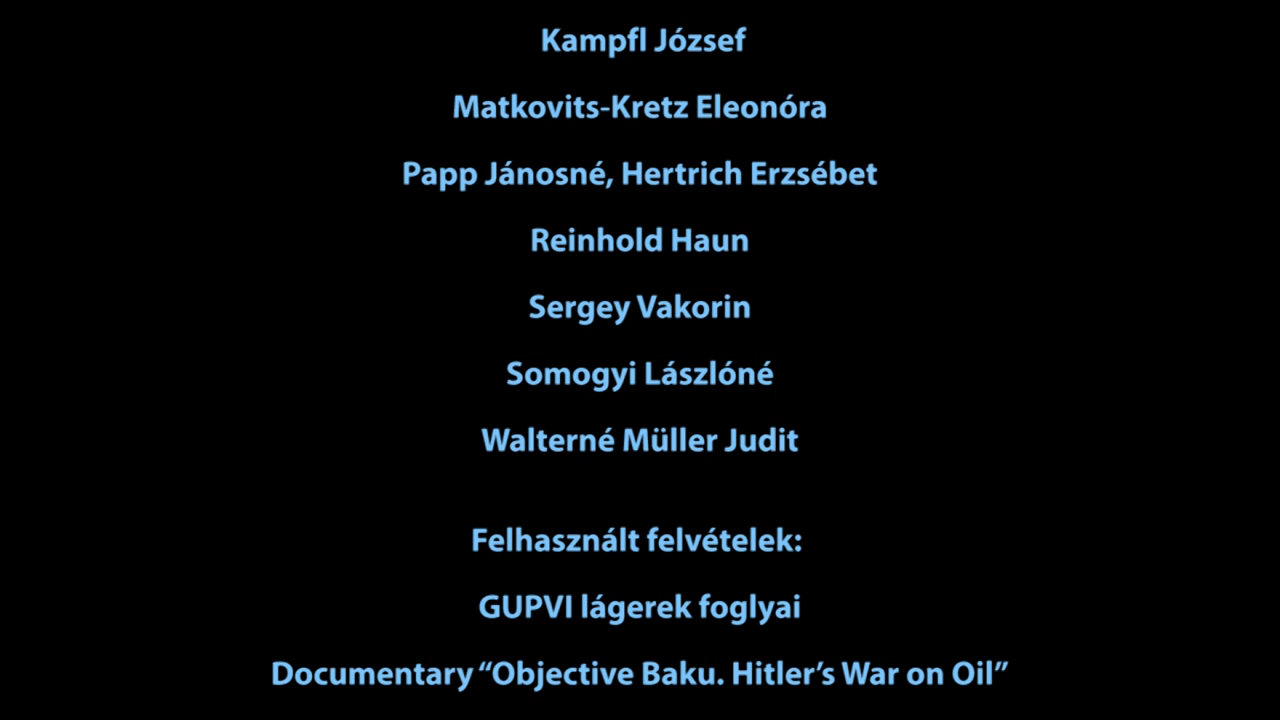 Kampfl József
Matkovits-Kretz Eleonóra
Papp Jánosné, Hertrich Erzsébet
Reinhold Haun
Sergey Vakorin
Somogyi Lászlóné
Walterné Müller Judit
Felhasznált felvételek:
GUPVI lágerek foglyai
Documentary “Objective Baku. Hitler’s War on Oil”